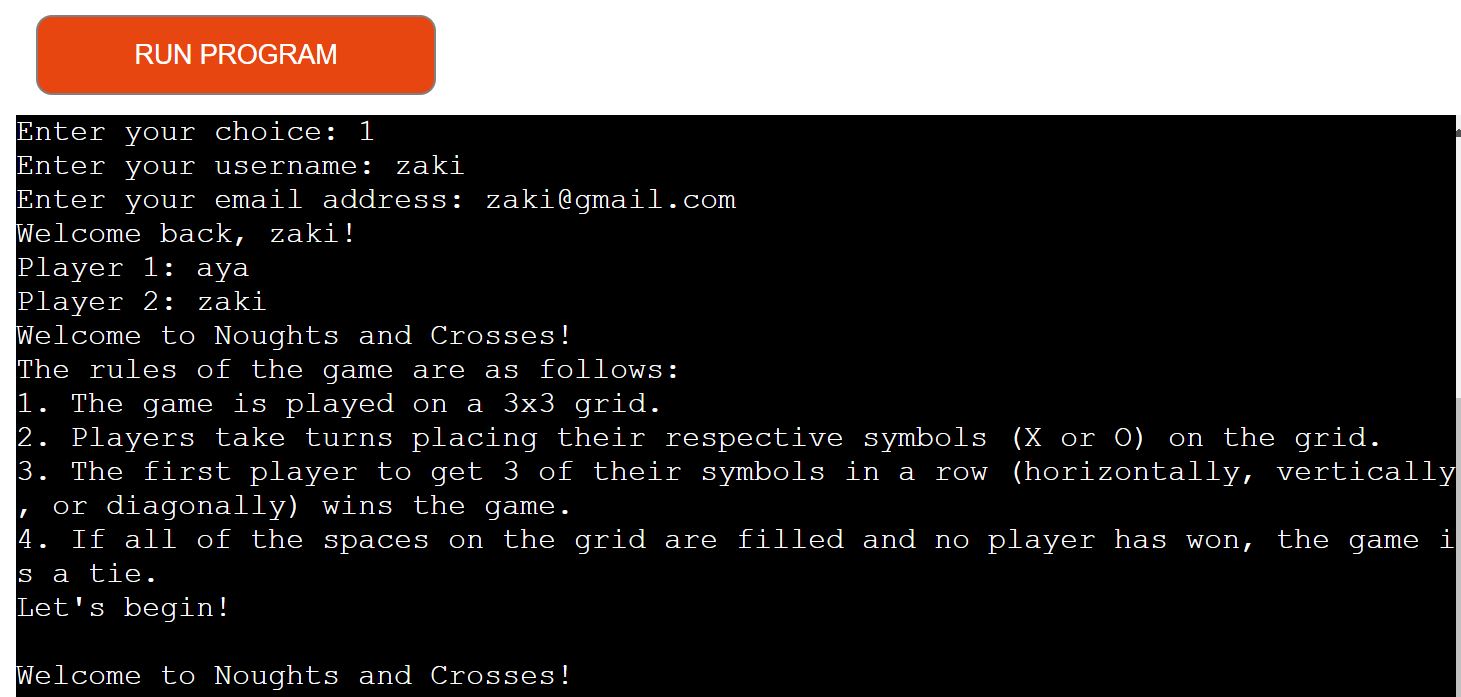 RUN PROGRAM
Enter your choice: 1
Enter your username: zaki
Enter your email address: zaki@gmail.com
Welcome back, zaki!
Player 1: aya
Player 2: zaki
Welcome to Noughts and Crosses!
The rules of the game are as follows:
1. The game is played on a 3x3 grid.
2. Players take turns placing their respective symbols (X or O) on the grid.
3. The first player to get 3 of their symbols in a row (horizontally, vertically
, or diagonally) wins the game.
4. If all of the spaces on the grid are filled and no player has won, the game i
s a tie.
Let's begin!
Welcome to Noughts and Crosses!